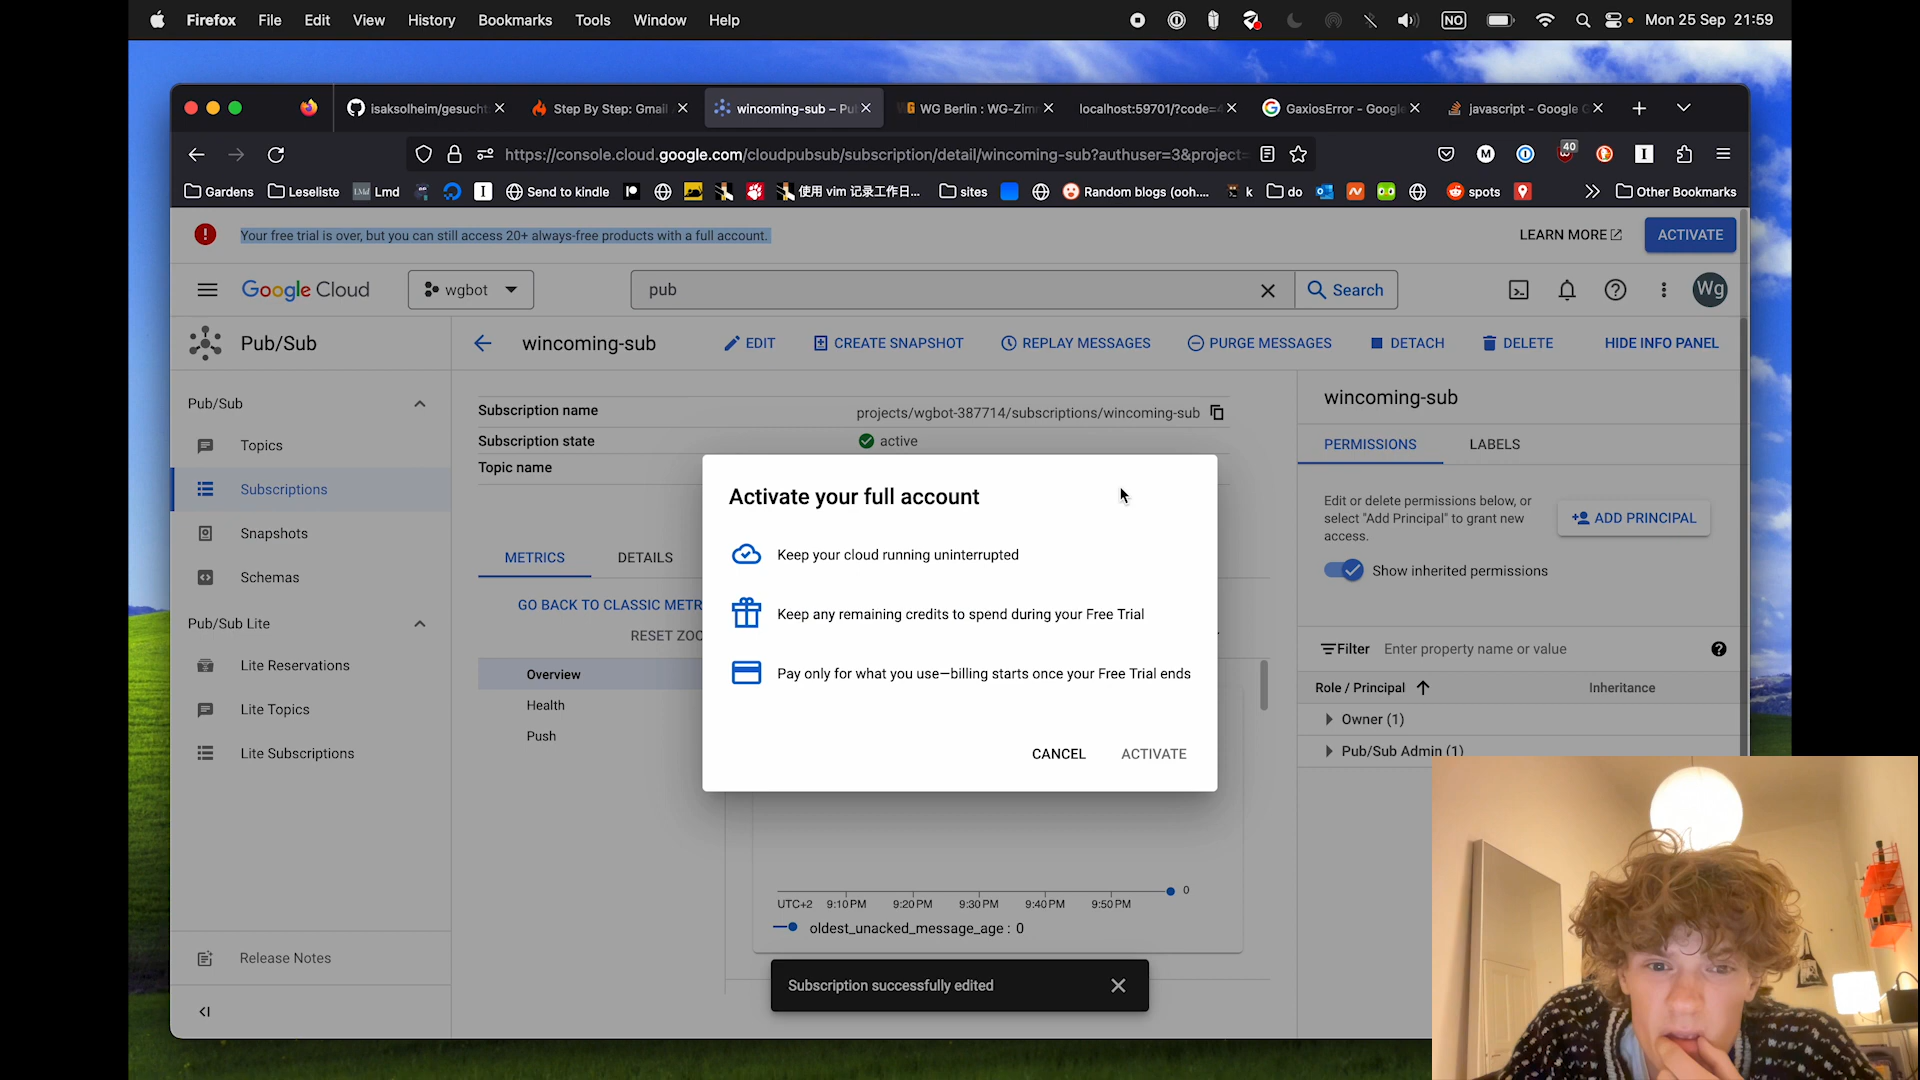 Firefox File Edit View History Bookmarks Tools Window Help
NO
Mon 25 Sep 21:59
isaksolheim/gesucht
Step By Step: Gmail
wincoming-sub – Pu
WG Berlin : WG-Zim
localhost:59701/?code=4
GaxiosError - Google
javascript - Google
https://console.cloud.google.com/cloudpubsub/subscription/detail/wincoming-sub?authuser=3&project=
M
40
Gardens
Leseliste
Lmd
Send to kindle
使用 vim 记录工作日...
sites
Random blogs (ooh....
k
do
spots
Other Bookmarks
Your free trial is over, but you can still access 20+ always-free products with a full account.
LEARN MORE
ACTIVATE
Google Cloud
wgbot
pub
Search
Wg
Pub/Sub
wincoming-sub
EDIT
CREATE SNAPSHOT
REPLAY MESSAGES
PURGE MESSAGES
DETACH
DELETE
HIDE INFO PANEL
Pub/Sub
Topics
Subscriptions
Snapshots
Schemas
Pub/Sub Lite
Lite Reservations
Lite Topics
Lite Subscriptions
Release Notes
Subscription name
projects/wgbot-387714/subscriptions/wincoming-sub
Subscription state
active
Topic name
METRICS
DETAILS
GO BACK TO CLASSIC METR
RESET ZOO
Overview
Health
Push
Activate your full account
Keep your cloud running uninterrupted
Keep any remaining credits to spend during your Free Trial
Pay only for what you use—billing starts once your Free Trial ends
CANCEL
ACTIVATE
0
UTC+2 9:10 PM 9:20 PM 9:30 PM 9:40 PM 9:50 PM
oldest_unacked_message_age : 0
Subscription successfully edited
wincoming-sub
PERMISSIONS
LABELS
Edit or delete permissions below, or
select "Add Principal" to grant new
access.
ADD PRINCIPAL
Show inherited permissions
Filter Enter property name or value
Role / Principal
Inheritance
Owner (1)
Pub/Sub Admin (1)